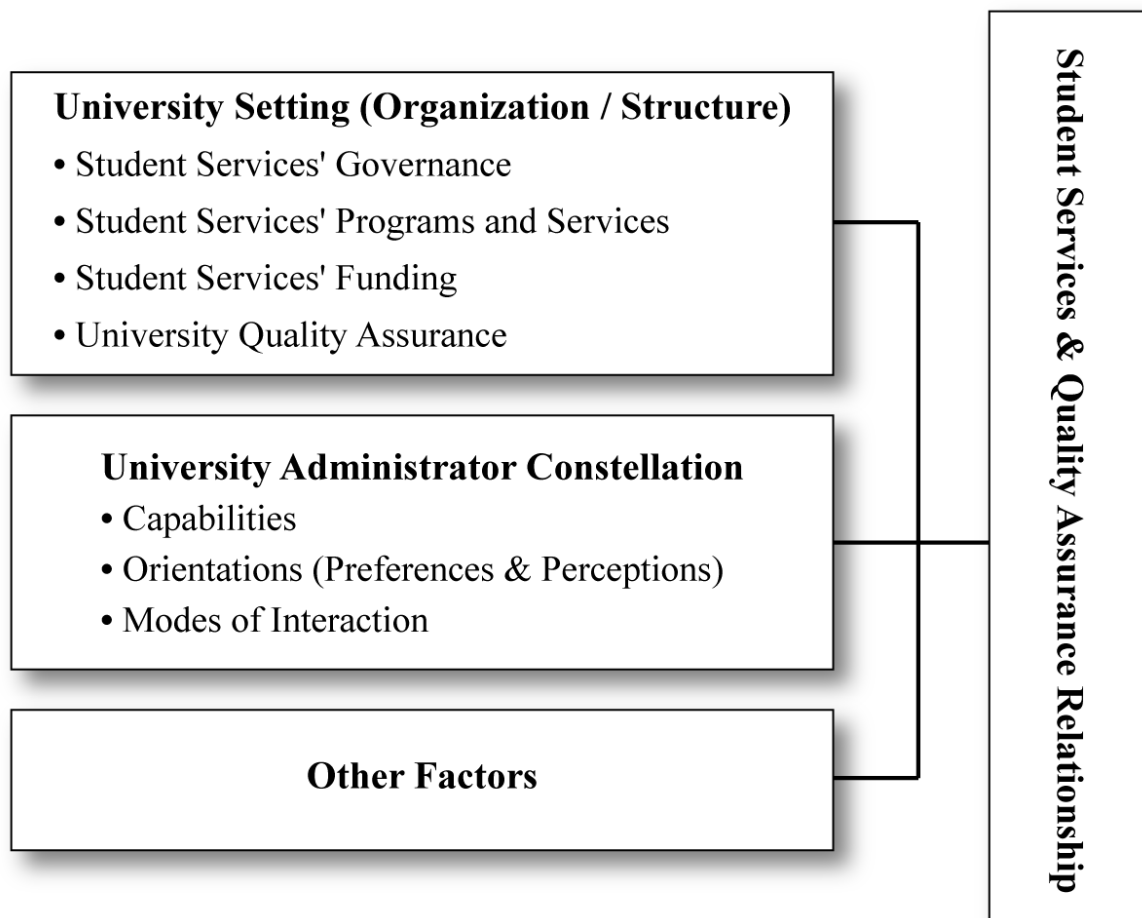 University Setting (Organization / Structure)
• Student Services' Governance
• Student Services' Programs and Services
• Student Services' Funding
• University Quality Assurance
University Administrator Constellation
• Capabilities
• Orientations (Preferences & Perceptions)
• Modes of Interaction
Other Factors
Student Services & Quality Assurance Relationship